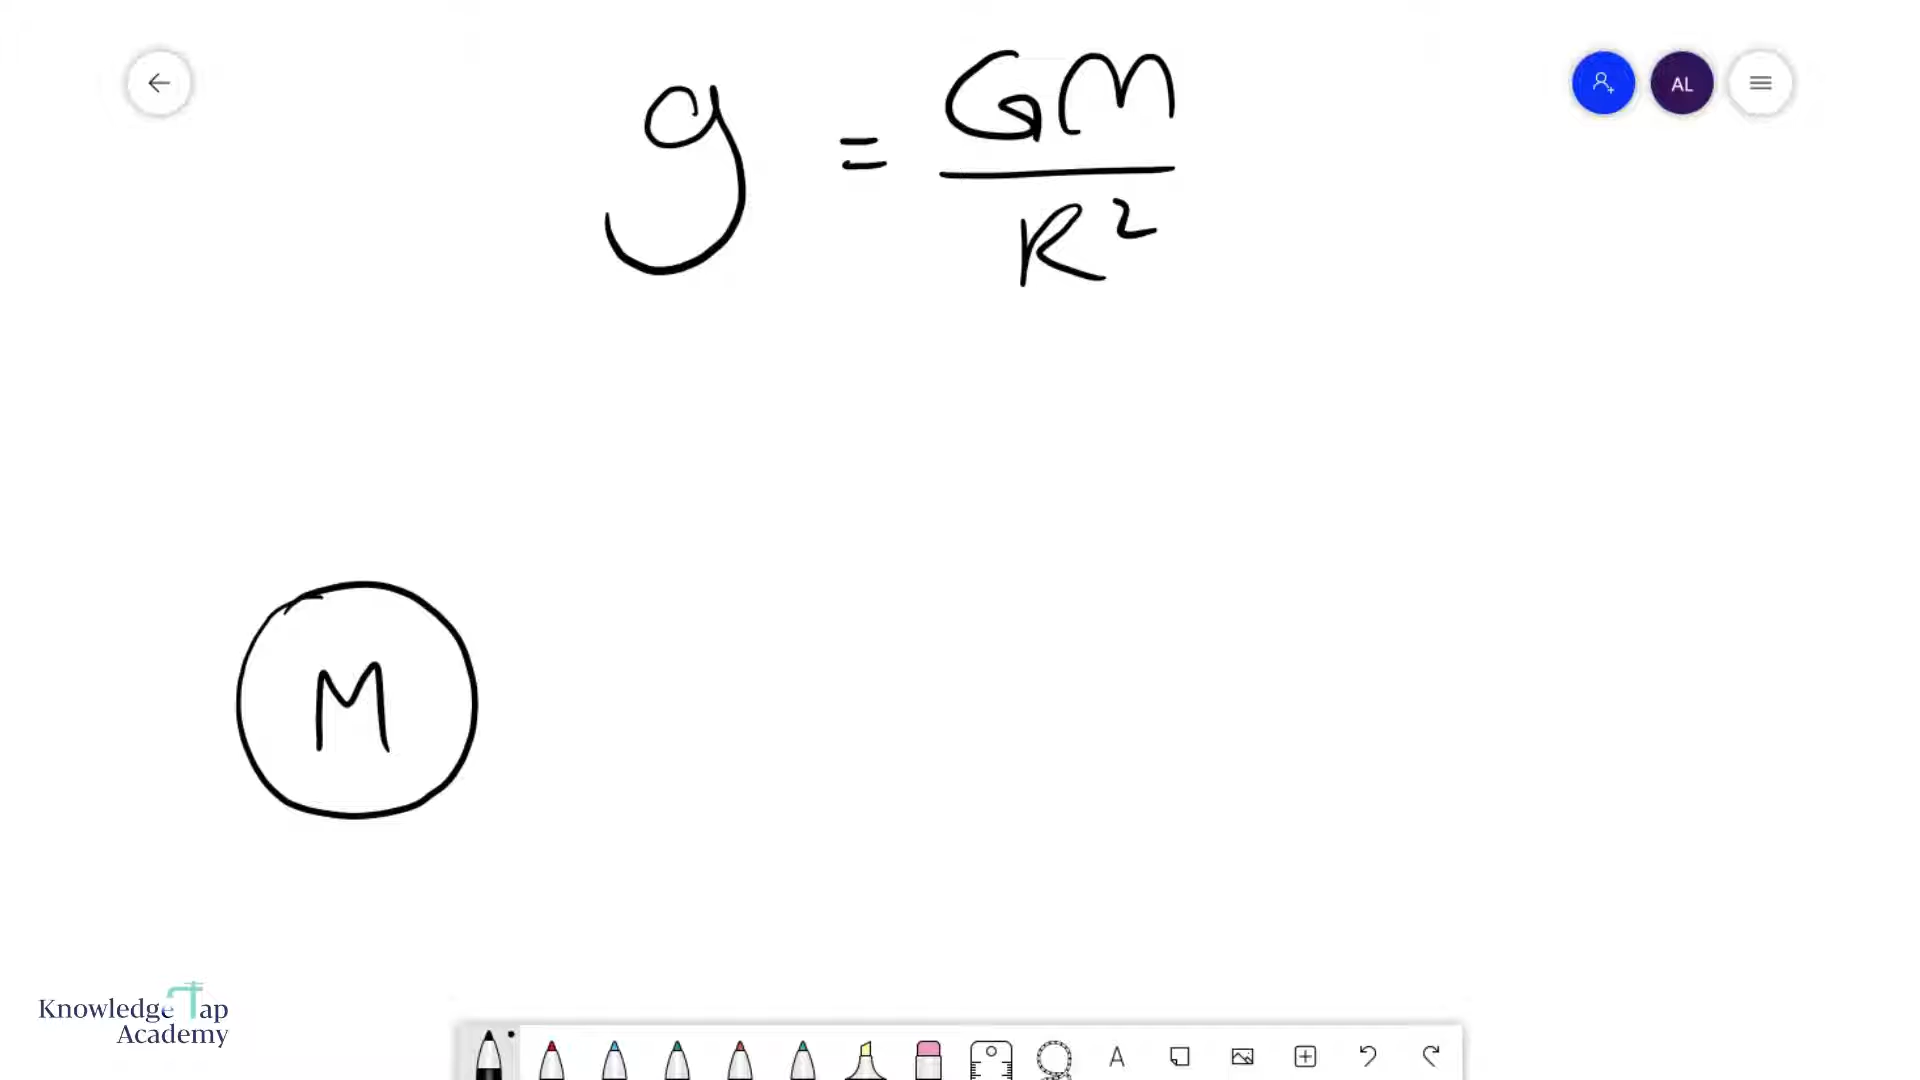 g = GM / R²
AL
M
Knowledge Tap
Academy
A